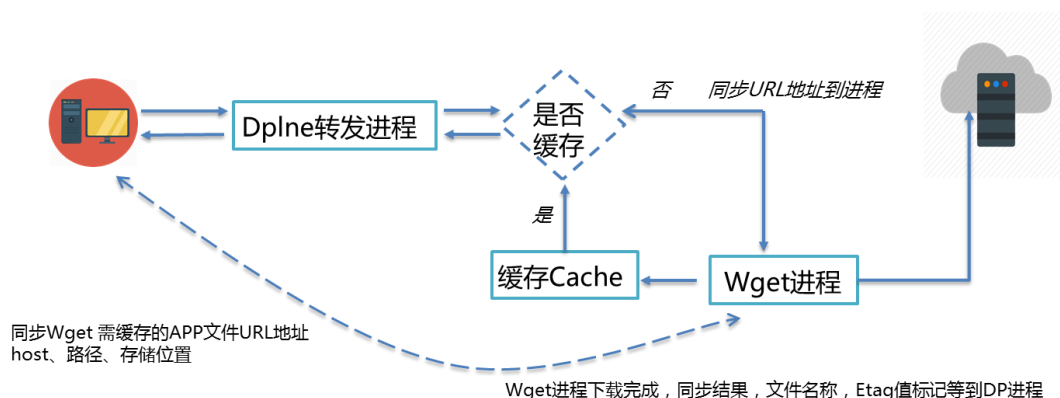 否 同步URL地址到进程
Dplne转发进程
是否
缓存
是
缓存Cache
Wget进程
同步Wget 需缓存的APP文件URL地址
host、路径、存储位置
Wget进程下载完成，同步结果，文件名称，Etag值标记等到DP进程